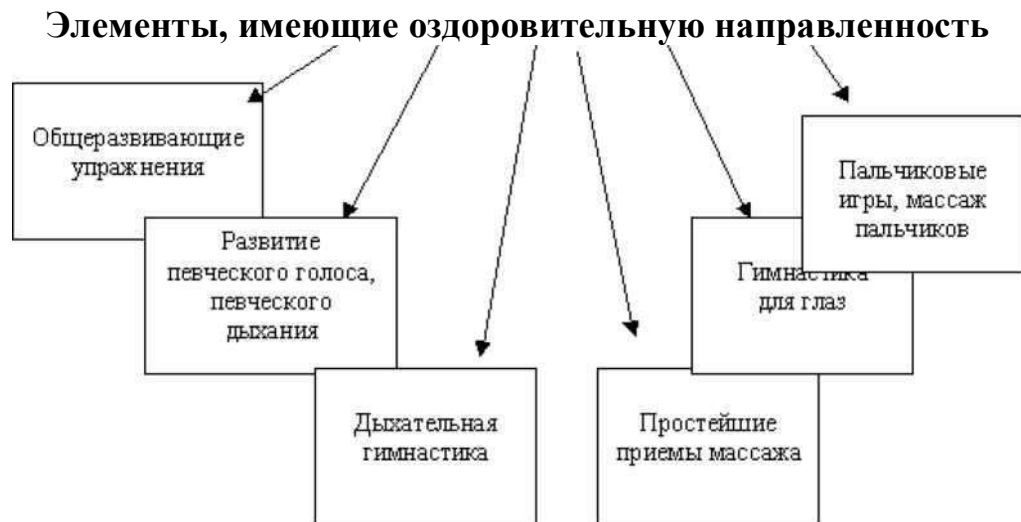 Элементы, имеющие оздоровительную направленность
Общеразвивающие
упражнения
Развитие
певческого голоса,
певческого
дыхания
Дыхательная
гимнастика
Простейшие
приемы массажа
Гимнастика
для глаз
Пальчиковые
игры, массаж
пальчиков